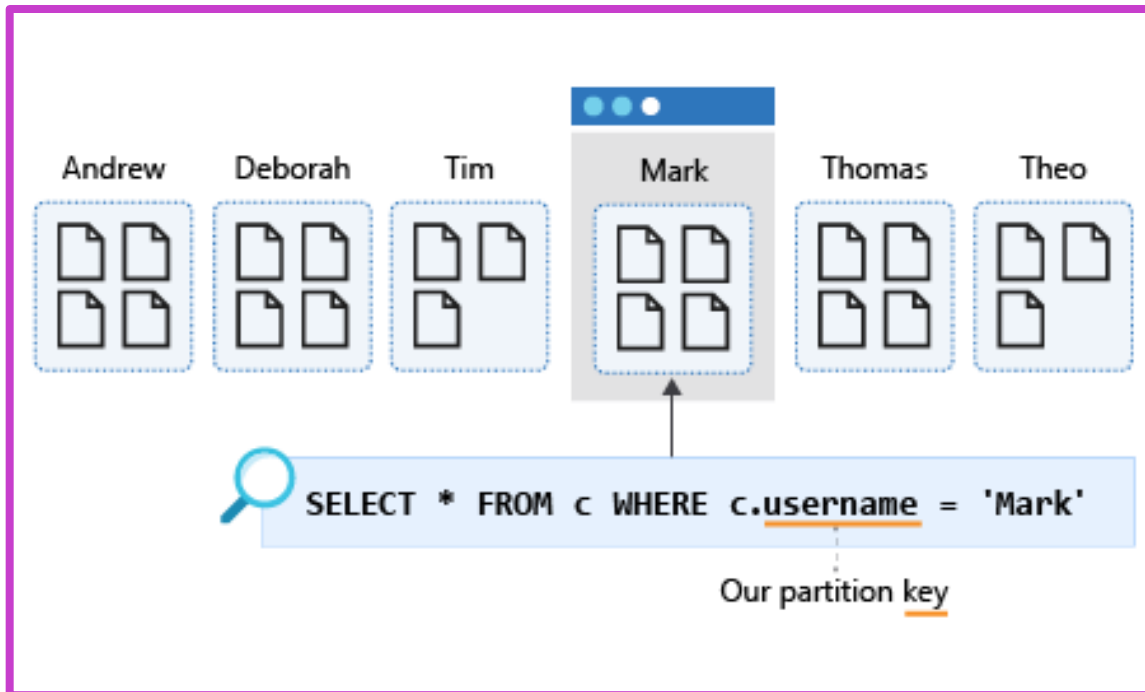 Andrew Deborah Tim Mark Thomas Theo
SELECT * FROM c WHERE c.username = 'Mark'
Our partition key